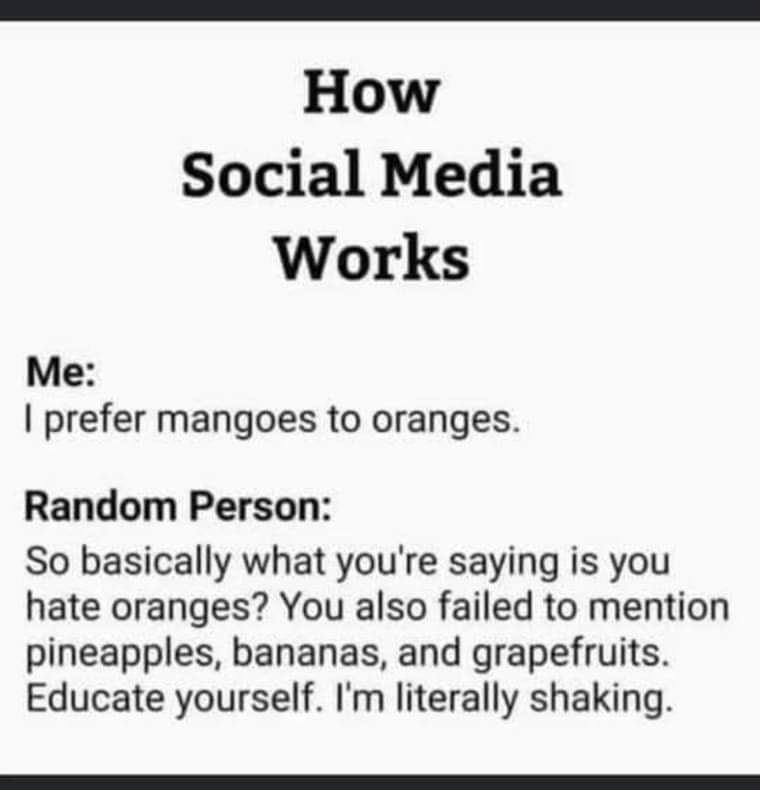 How
Social Media
Works
Me:
I prefer mangoes to oranges.
Random Person:
So basically what you're saying is you
hate oranges? You also failed to mention
pineapples, bananas, and grapefruits.
Educate yourself. I'm literally shaking.